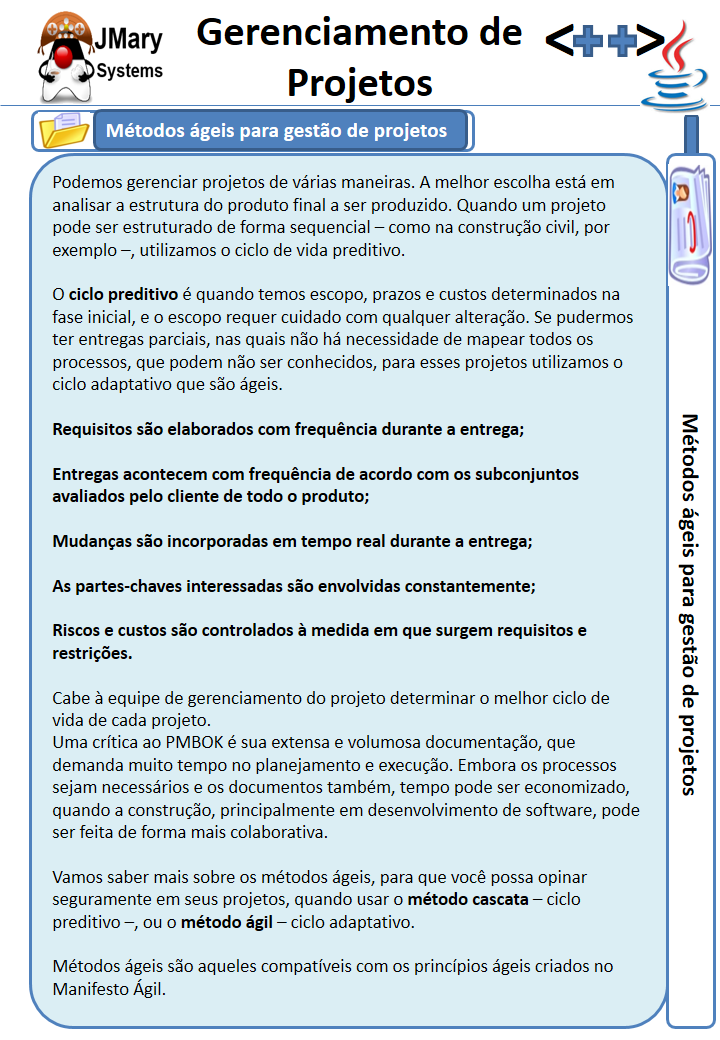 JMary
Systems
Gerenciamento de
Projetos
<++>
Métodos ágeis para gestão de projetos
Podemos gerenciar projetos de várias maneiras. A melhor escolha está em
analisar a estrutura do produto final a ser produzido. Quando um projeto
pode ser estruturado de forma sequencial – como na construção civil, por
exemplo –, utilizamos o ciclo de vida preditivo.
O ciclo preditivo é quando temos escopo, prazos e custos determinados na
fase inicial, e o escopo requer cuidado com qualquer alteração. Se pudermos
ter entregas parciais, nas quais não há necessidade de mapear todos os
processos, que podem não ser conhecidos, para esses projetos utilizamos o
ciclo adaptativo que são ágeis.
Requisitos são elaborados com frequência durante a entrega;
Entregas acontecem com frequência de acordo com os subconjuntos
avaliados pelo cliente de todo o produto;
Mudanças são incorporadas em tempo real durante a entrega;
As partes-chaves interessadas são envolvidas constantemente;
Riscos e custos são controlados à medida em que surgem requisitos e
restrições.
Cabe à equipe de gerenciamento do projeto determinar o melhor ciclo de
vida de cada projeto.
Uma crítica ao PMBOK é sua extensa e volumosa documentação, que
demanda muito tempo no planejamento e execução. Embora os processos
sejam necessários e os documentos também, tempo pode ser economizado,
quando a construção, principalmente em desenvolvimento de software, pode
ser feita de forma mais colaborativa.
Vamos saber mais sobre os métodos ágeis, para que você possa opinar
seguramente em seus projetos, quando usar o método cascata – ciclo
preditivo –, ou o método ágil – ciclo adaptativo.
Métodos ágeis são aqueles compatíveis com os princípios ágeis criados no
Manifesto Ágil.
Métodos ágeis para gestão de projetos